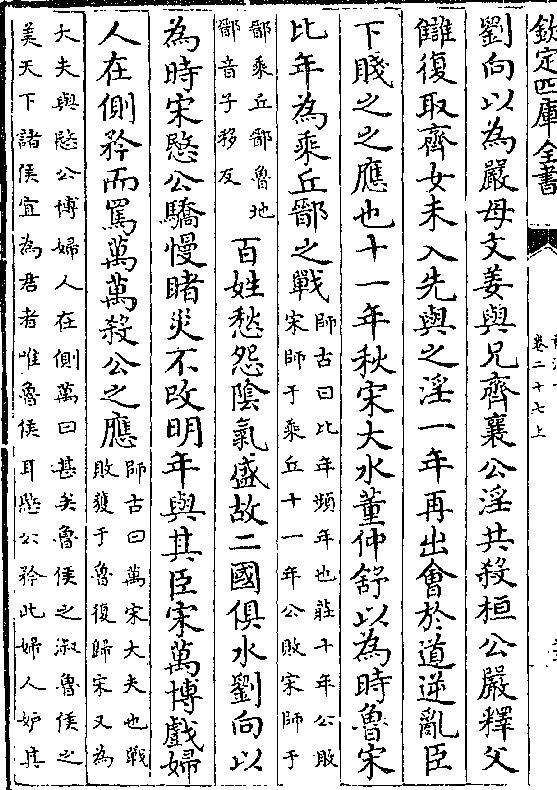 欽定四庫全書
卷二十七上
劉向以為嚴母文姜與兄齊襄公淫共殺桓公嚴釋父
讎復取齊女未入先與之淫一年再出會於道逆亂臣
下賤之之應也十一年秋宋大水董仲舒以為時魯宋
比年為乘丘鄑之戰
師古曰比年頻年也莊十年公敗
宋師于乘丘十一年公敗宋師于
鄑乘丘鄑魯地
鄑音子移反
百姓愁怨陰氣盛故二國俱水劉向以
為時宋愍公驕慢睹災不改明年與其臣宋萬博戲婦
人在側矜而罵萬萬殺公之應
師古曰萬宋大夫也戰
敗獲于魯復歸宋又為
大夫與愍公博婦人在側萬曰甚矣魯侯之淑魯侯之
美天下諸侯宜為君者唯魯侯耳愍公矜此婦人妒其